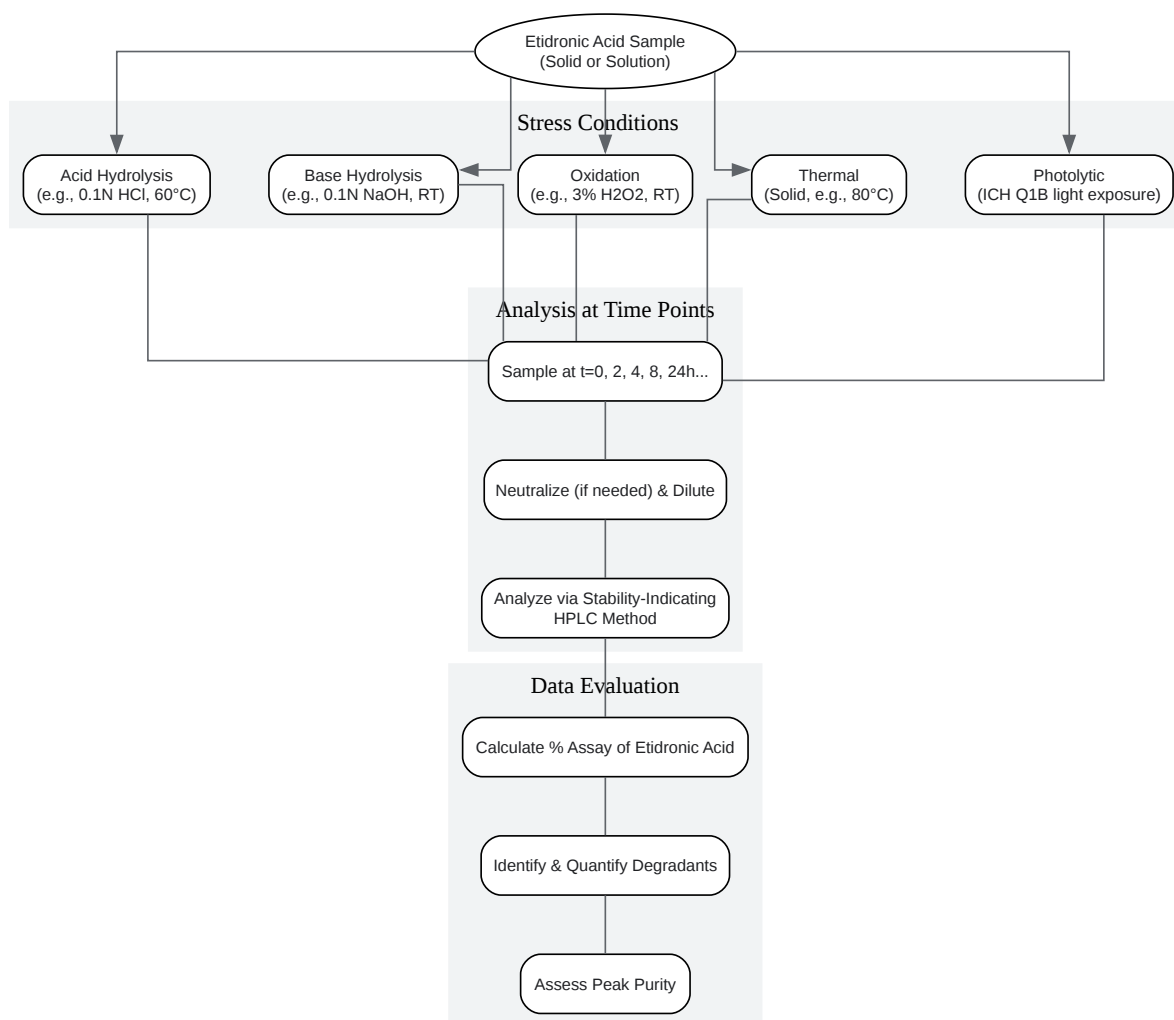 Etidronic Acid Sample
(Solid or Solution)
Stress Conditions
Acid Hydrolysis
(e.g., 0.1N HCl, 60°C)
Base Hydrolysis
(e.g., 0.1N NaOH, RT)
Oxidation
(e.g., 3% H2O2, RT)
Thermal
(Solid, e.g., 80°C)
Photolytic
(ICH Q1B light exposure)
Analysis at Time Points
Sample at t=0, 2, 4, 8, 24h...
Neutralize (if needed) & Dilute
Analyze via Stability-Indicating
HPLC Method
Data Evaluation
Calculate % Assay of Etidronic Acid
Identify & Quantify Degradants
Assess Peak Purity